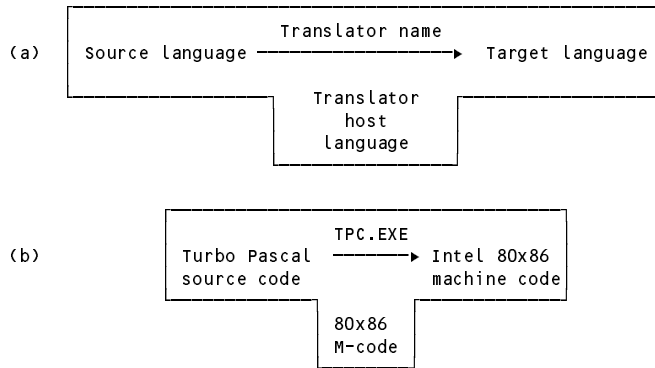 Translator name
(a) Source language Target language
Translator
host
language
TPC.EXE
(b) Turbo Pascal Intel 80x86
source code machine code
80x86
M-code